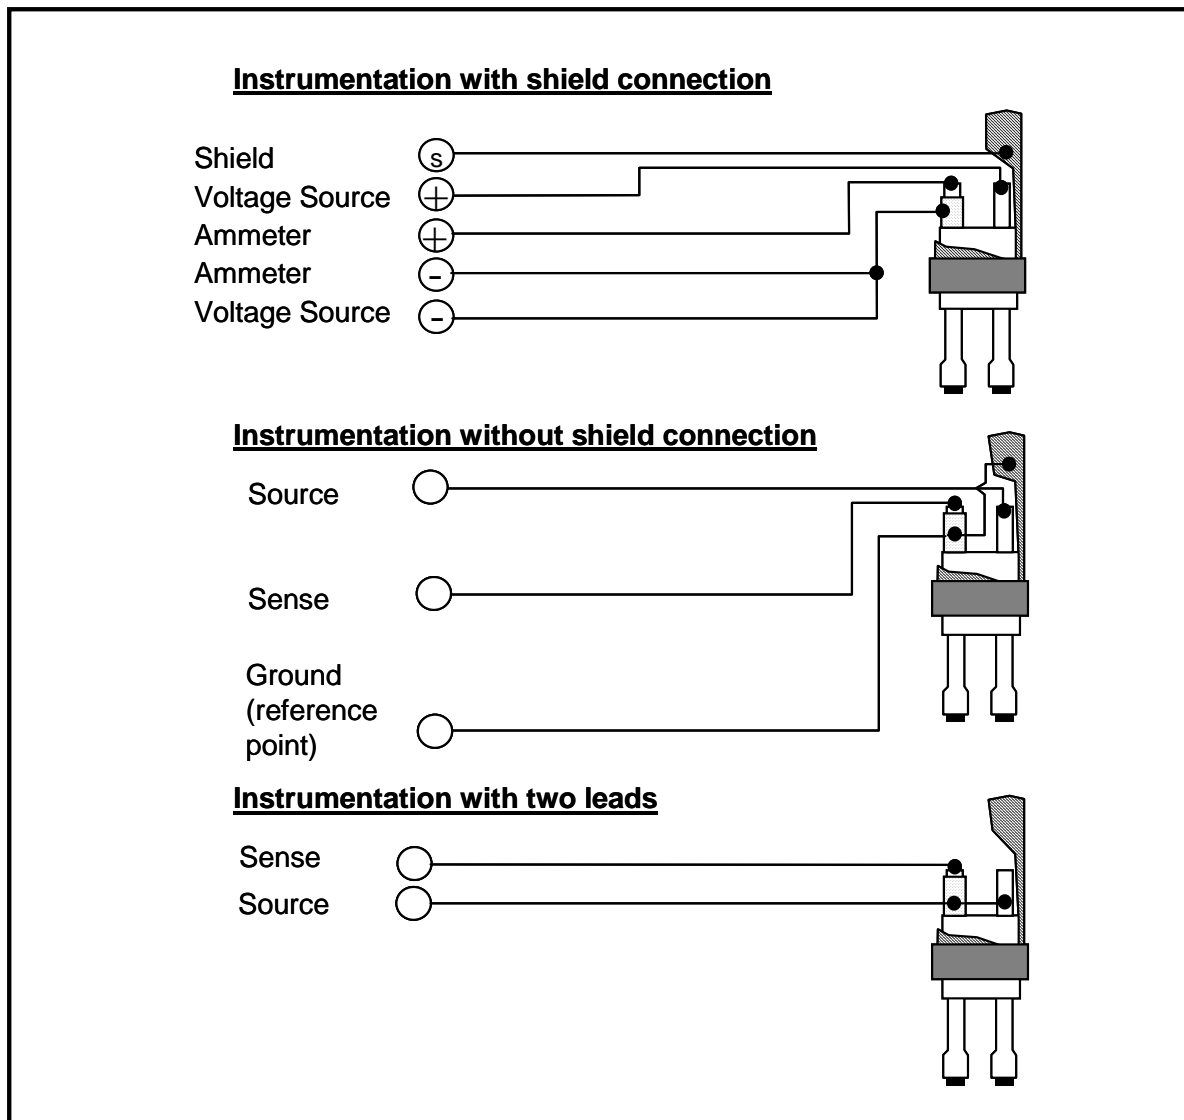 Instrumentation with shield connection
Shield
s
Voltage Source
+
Ammeter
+
Ammeter
-
Voltage Source
-
Instrumentation without shield connection
Source
Sense
Ground
(reference
point)
Instrumentation with two leads
Sense
Source